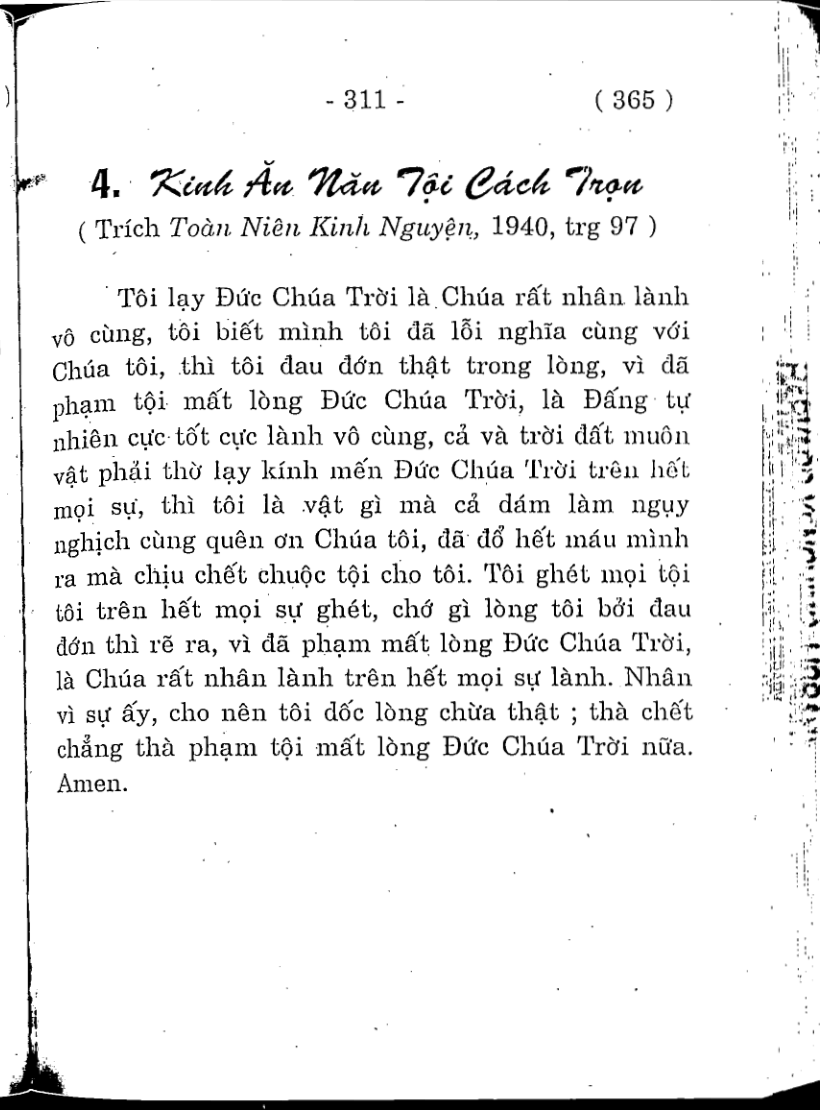 - 311 - ( 365 )
4. Kinh Ăn Năn Tội Cách Trọn
( Trích Toàn Niên Kinh Nguyện, 1940, trg 97 )
Tôi lạy Đức Chúa Trời là Chúa rất nhân lành
vô cùng, tôi biết mình tôi đã lỗi nghĩa cùng với
Chúa tôi, thì tôi đau đớn thật trong lòng, vì đã
phạm tội mất lòng Đức Chúa Trời, là Đấng tự
nhiên cực tốt cực lành vô cùng, cả và trời đất muôn
vật phải thờ lạy kính mến Đức Chúa Trời trên hết
mọi sự, thì tôi là vật gì mà cả dám làm ngụy
nghịch cùng quên ơn Chúa tôi, đã đổ hết máu mình
ra mà chịu chết chuộc tội cho tôi. Tôi ghét mọi tội
tôi trên hết mọi sự ghét, chớ gì lòng tôi bởi đau
đớn thì rẽ ra, vì đã phạm mất lòng Đức Chúa Trời,
là Chúa rất nhân lành trên hết mọi sự lành. Nhân
vì sự ấy, cho nên tôi dốc lòng chừa thật ; thà chết
chẳng thà phạm tội mất lòng Đức Chúa Trời nữa.
Amen.